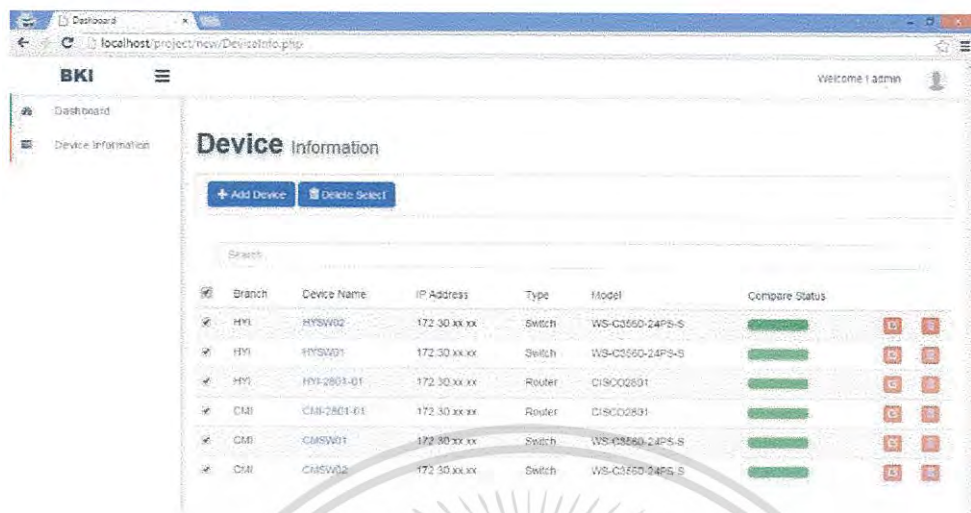 Dashboard
localhost/project/new/DeviceInfo.php
BKI
Welcome ! admin
Dashboard
Device Information
Device Information
Add Device
Delete Select
Search
Branch Device Name IP Address Type Model Compare Status
HYI HYSW02 172.30.xx.xx Switch WS-C3560-24PS-S
HYI HYSW01 172.30.xx.xx Switch WS-C3560-24PS-S
HYI HYI-2801-01 172.30.xx.xx Router CISCO2801
CMI CMI-2801-01 172.30.xx.xx Router CISCO2801
CMI CMSW01 172.30.xx.xx Switch WS-C3560-24PS-S
CMI CMSW02 172.30.xx.xx Switch WS-C3560-24PS-S